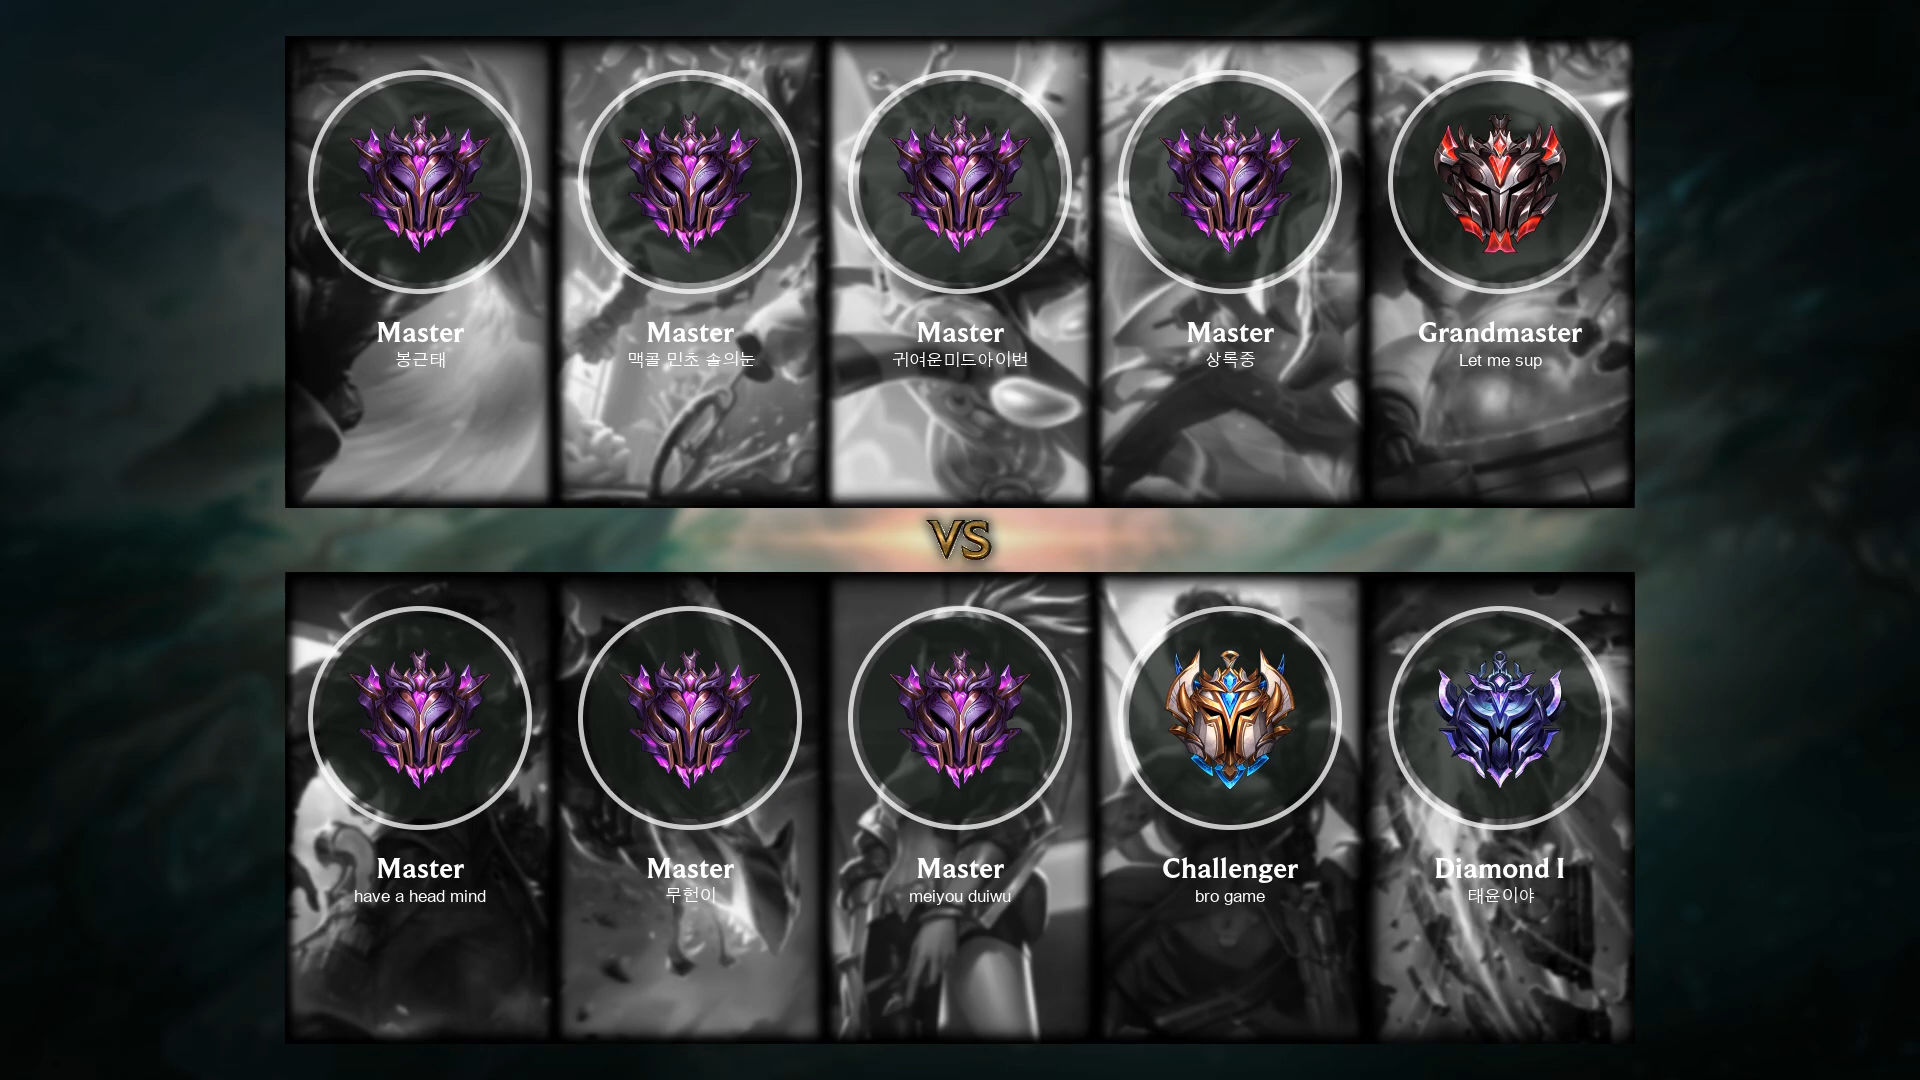 Master
봉근태
Master
맥콜 민초 솔의눈
Master
귀여운미드아이번
Master
상록중
Grandmaster
Let me sup
VS
Master
have a head mind
Master
무헌이
Master
meiyou duiwu
Challenger
bro game
Diamond I
태윤이야